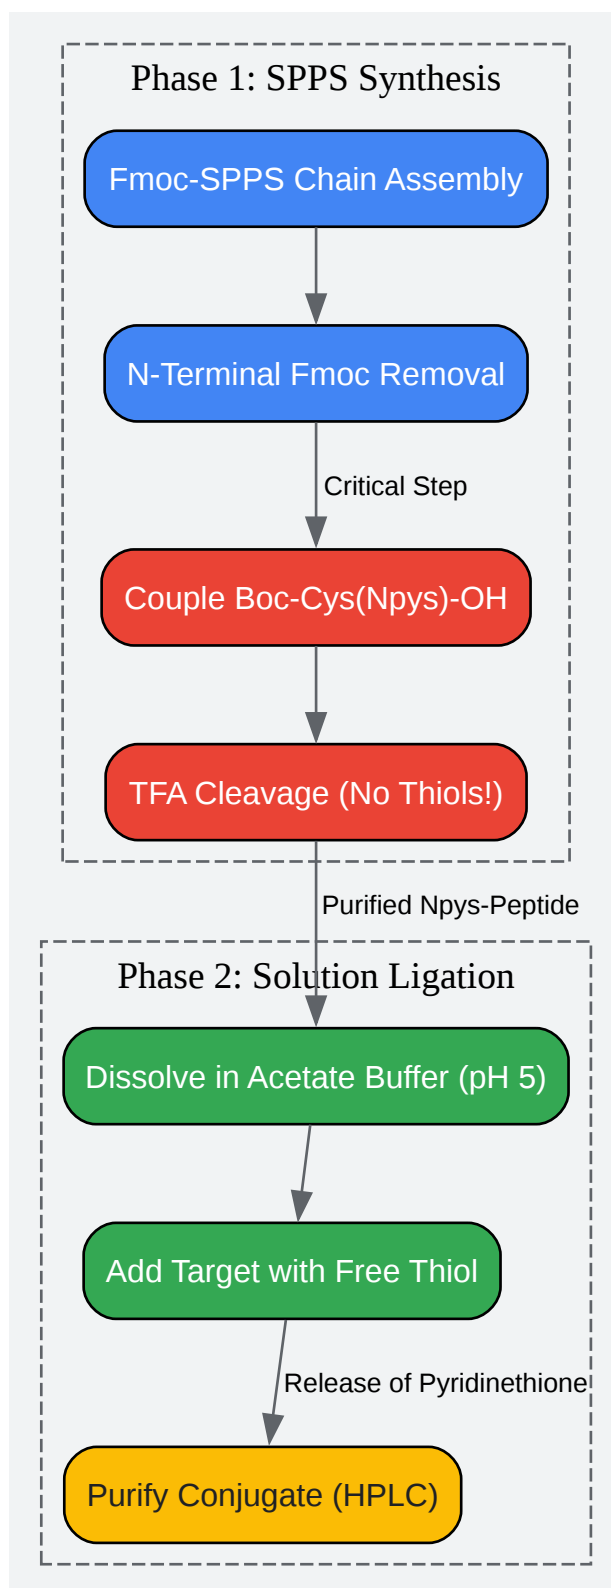 Phase 1: SPPS Synthesis
Fmoc-SPPS Chain Assembly
N-Terminal Fmoc Removal
Critical Step
Couple Boc-Cys(Npys)-OH
TFA Cleavage (No Thiols!)
Purified Npys-Peptide
Phase 2: Solution Ligation
Dissolve in Acetate Buffer (pH 5)
Add Target with Free Thiol
Release of Pyridinethione
Purify Conjugate (HPLC)